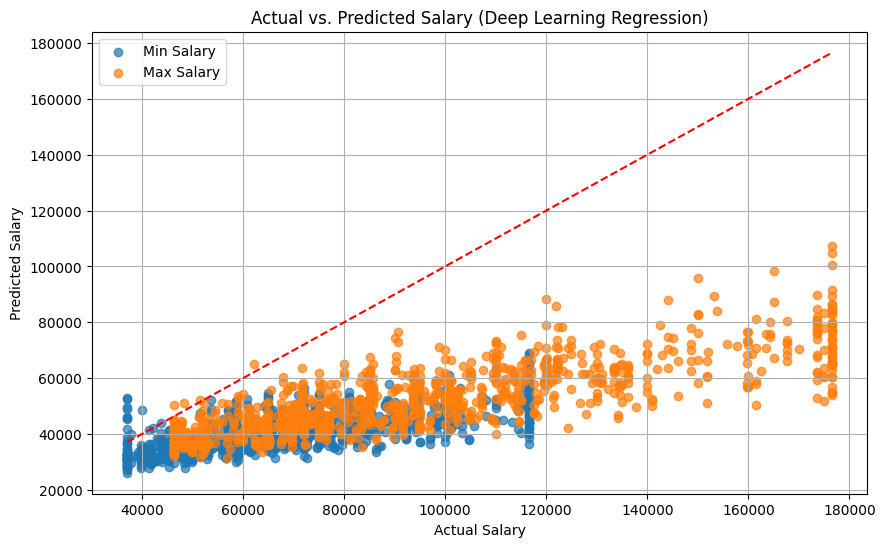 Actual vs. Predicted Salary (Deep Learning Regression)
Min Salary
Max Salary
180000
160000
140000
120000
100000
80000
60000
40000
20000
Predicted Salary
40000 60000 80000 100000 120000 140000 160000 180000
Actual Salary